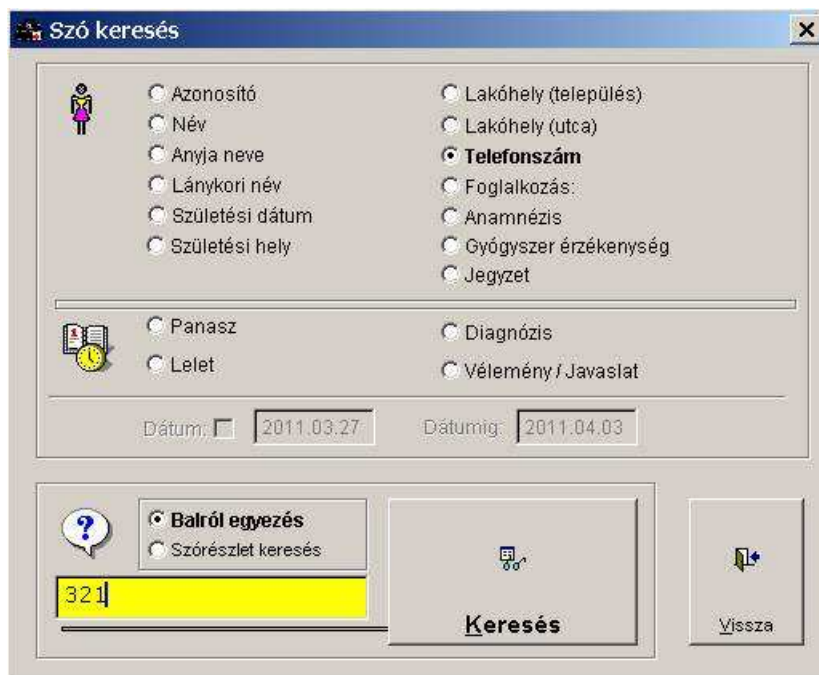 Szó keresés
Azonosító
Név
Anyja neve
Lánykori név
Születési dátum
Születési hely
Lakóhely (település)
Lakóhely (utca)
Telefonszám
Foglalkozás:
Anamnézis
Gyógyszer érzékenység
Jegyzet
Panasz
Lelet
Diagnózis
Vélemény / Javaslat
Dátum: 2011.03.27 Dátumig: 2011.04.03
Balról egyezés
Szórészlet keresés
321
Keresés
Vissza